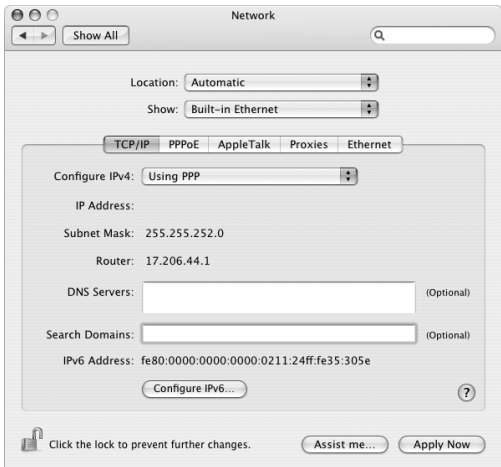 Network
Show All
Location: Automatic
Show: Built-in Ethernet
TCP/IP PPPoE AppleTalk Proxies Ethernet
Configure IPv4: Using PPP
IP Address:
Subnet Mask: 255.255.252.0
Router: 17.206.44.1
DNS Servers: (Optional)
Search Domains: (Optional)
IPv6 Address: fe80:0000:0000:0000:0211:24ff:fe35:305e
Configure IPv6...
?
Click the lock to prevent further changes. Assist me... Apply Now